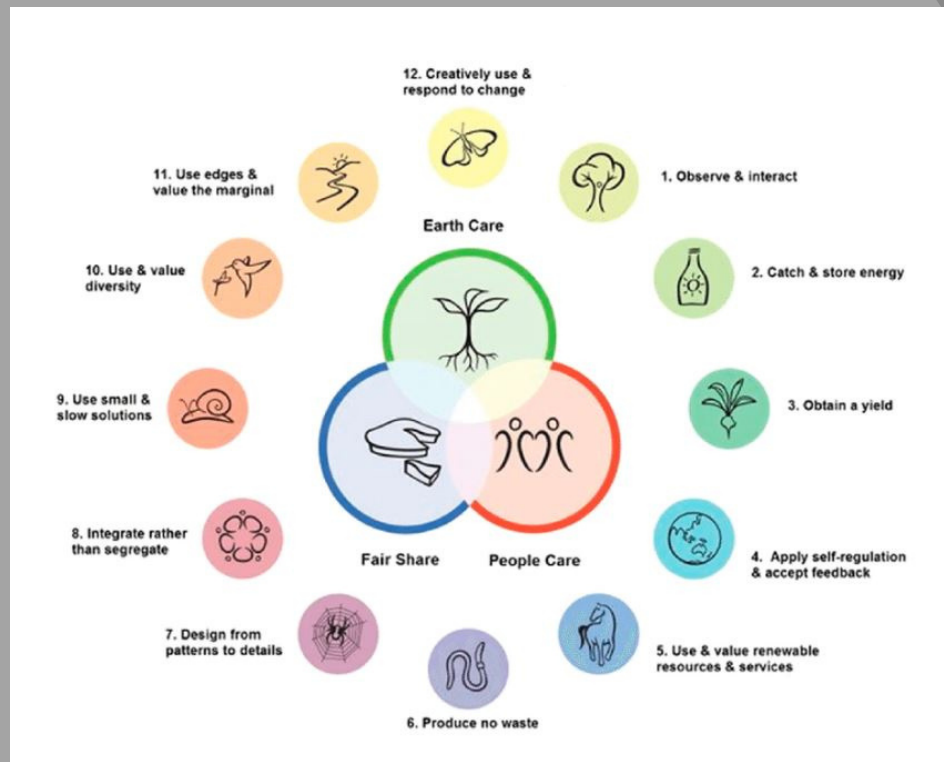 12. Creatively use &
respond to change
11. Use edges &
value the marginal
1. Observe & interact
Earth Care
10. Use & value
diversity
2. Catch & store energy
9. Use small &
slow solutions
3. Obtain a yield
8. Integrate rather
than segregate
Fair Share
People Care
4. Apply self-regulation
& accept feedback
7. Design from
patterns to details
5. Use & value renewable
resources & services
6. Produce no waste